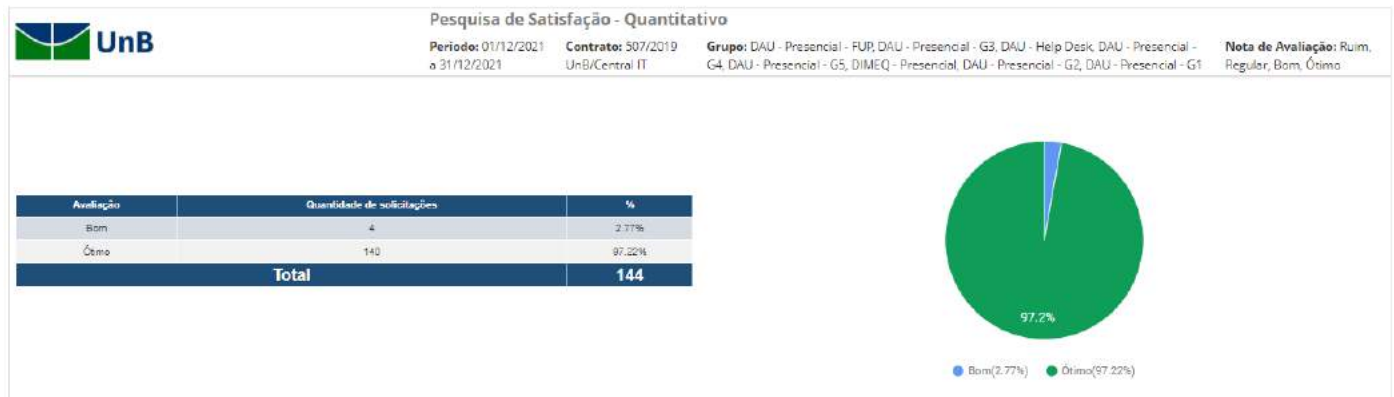 UnB
Pesquisa de Satisfação - Quantitativo
Periodo: 01/12/2021
a 31/12/2021
Contrato: 507/2019
UnB/Central IT
Grupo: DAU - Presencial - FUP, DAU - Presencial - G3, DAU - Help Desk, DAU - Presencial -
G4, DAU - Presencial - G5, DIMEQ - Presencial, DAU - Presencial - G2, DAU - Presencial - G1
Nota de Avaliação: Ruim,
Regular, Bom, Ótimo
Avaliação Quantidade de solicitações %
Bom 4 2.77%
Ótimo 140 97.22%
Total 144
97.2%
Bom(2.77%) Ótimo(97.22%)